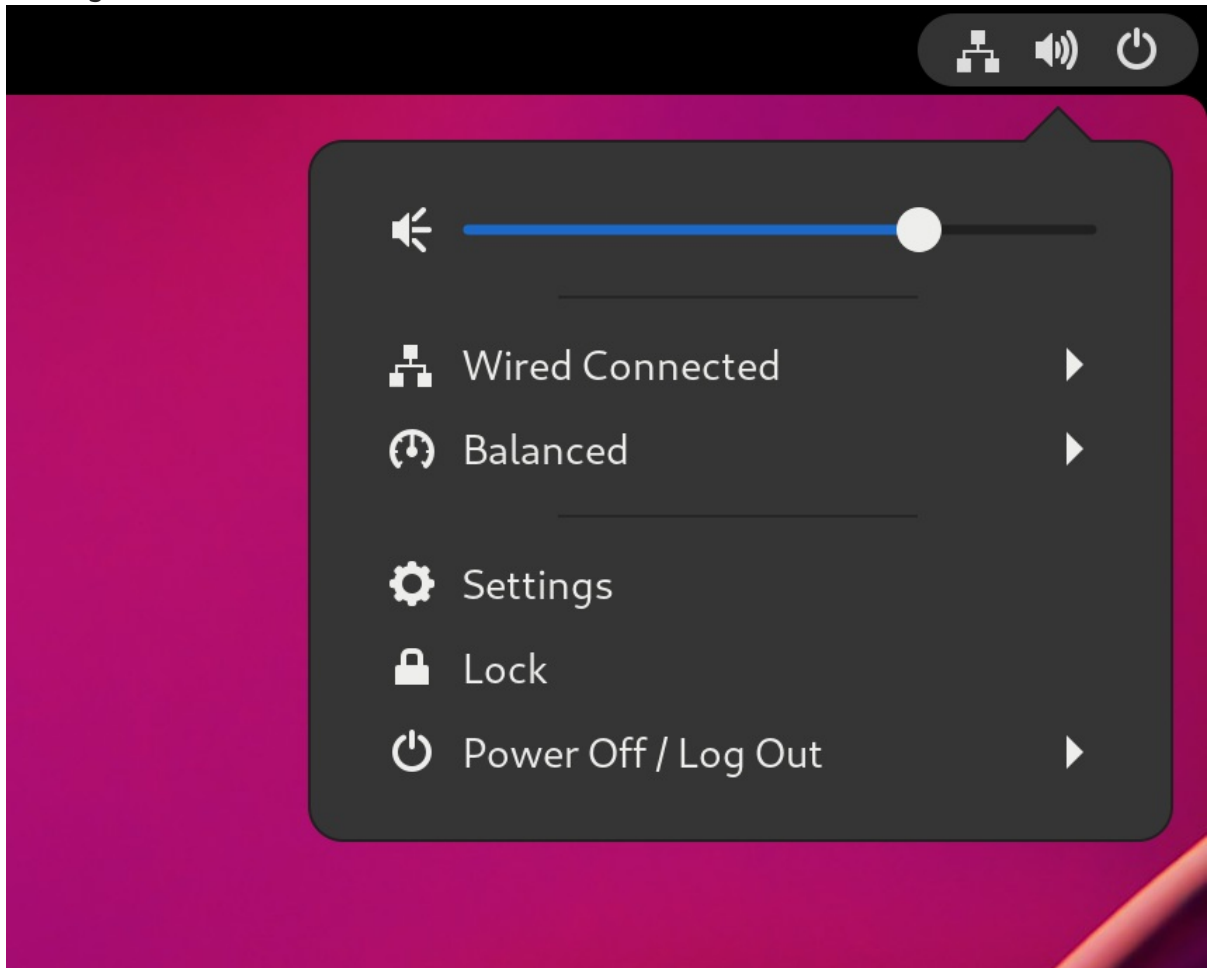 Wired Connected
Balanced
Settings
Lock
Power Off / Log Out